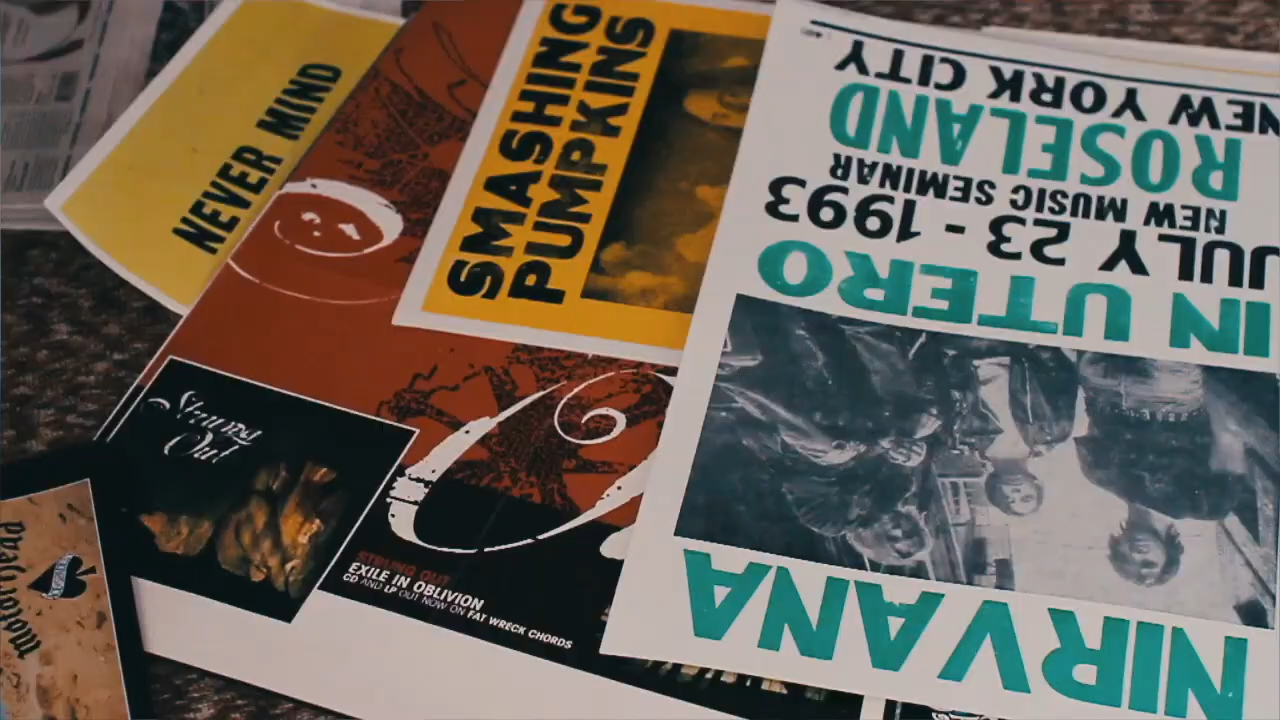 NEVER MIND
SMASHING
PUMPKINS
NIRVANA
IN UTERO
JULY 23 - 1993
NEW MUSIC SEMINAR
ROSELAND
NEW YORK CITY
Strung
Out
STRUNG OUT
EXILE IN OBLIVION
CD AND LP OUT NOW ON FAT WRECK CHORDS
motorhead